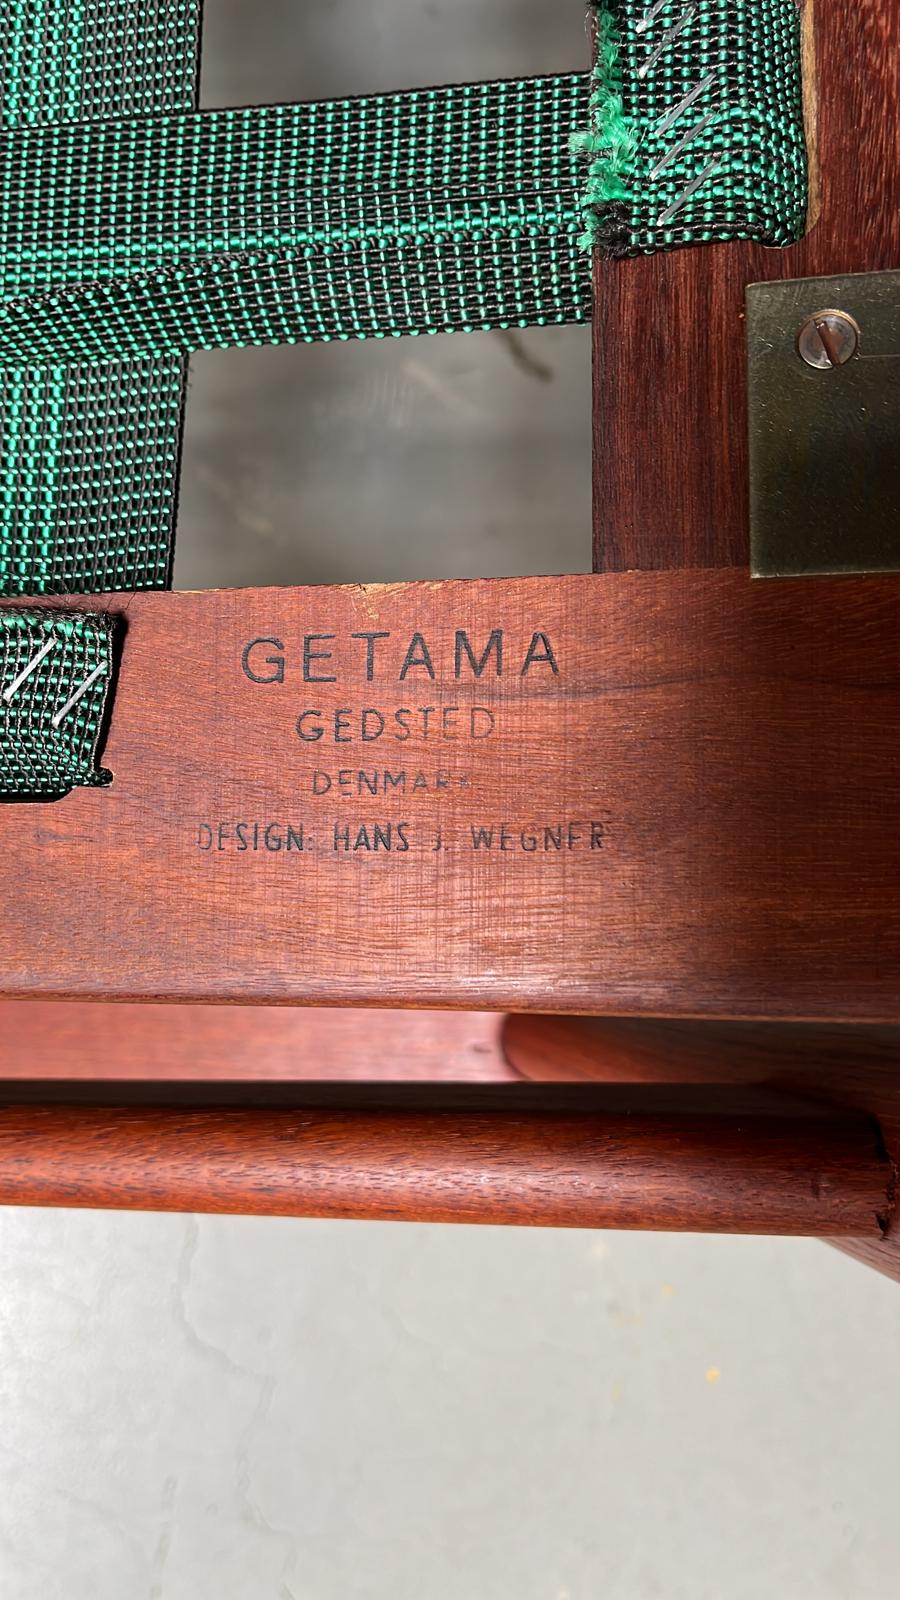 GETAMA
GEDSTED
DENMARK
DESIGN: HANS J. WEGNER